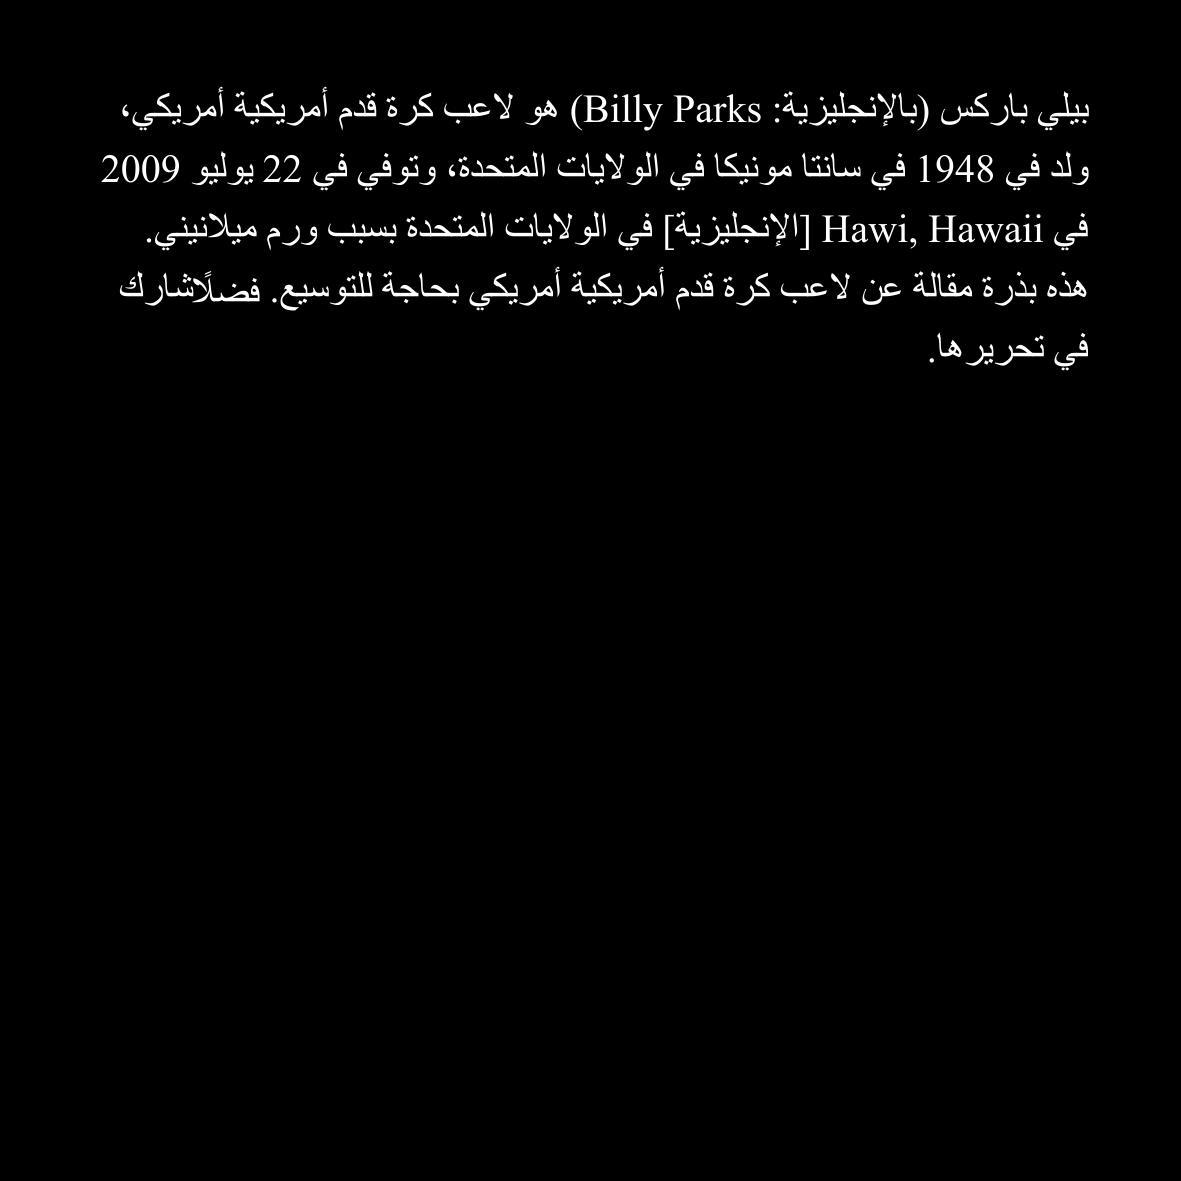 بيلي باركس (بالإنجليزية: Billy Parks) هو لاعب كرة قدم أمريكية أمريكي،
ولد في 1948 في سانتا مونيكا في الولايات المتحدة، وتوفي في 22 يوليو 2009
في Hawi, Hawaii [الإنجليزية] في الولايات المتحدة بسبب ورم ميلانيني.
هذه بذرة مقالة عن لاعب كرة قدم أمريكية أمريكي بحاجة للتوسيع. فضلًاشارك
في تحريرها.